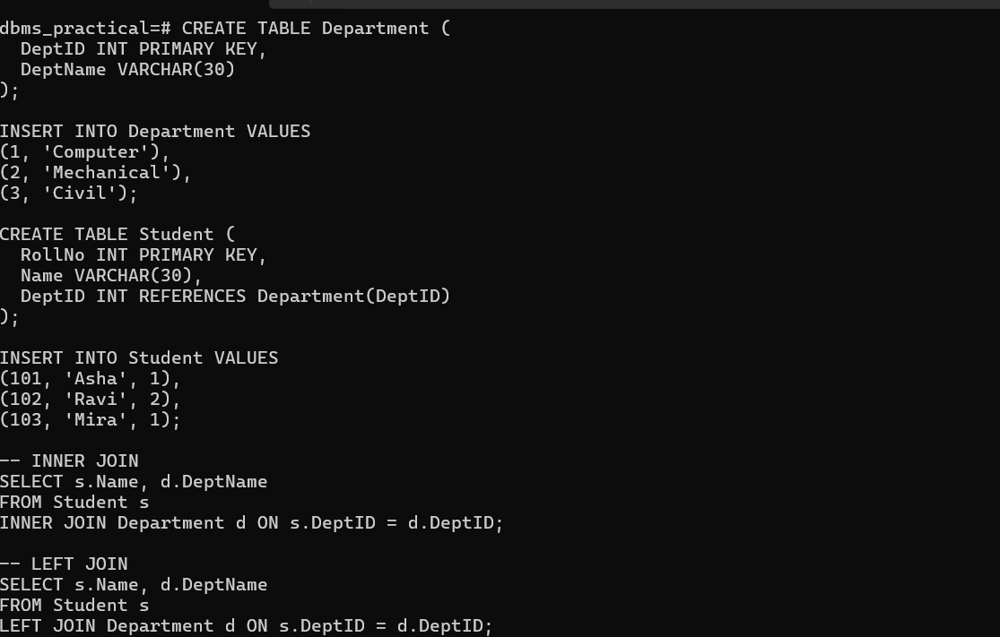 dbms_practical=# CREATE TABLE Department (
  DeptID INT PRIMARY KEY,
  DeptName VARCHAR(30)
);

INSERT INTO Department VALUES
(1, 'Computer'),
(2, 'Mechanical'),
(3, 'Civil');

CREATE TABLE Student (
  RollNo INT PRIMARY KEY,
  Name VARCHAR(30),
  DeptID INT REFERENCES Department(DeptID)
);

INSERT INTO Student VALUES
(101, 'Asha', 1),
(102, 'Ravi', 2),
(103, 'Mira', 1);

-- INNER JOIN
SELECT s.Name, d.DeptName
FROM Student s
INNER JOIN Department d ON s.DeptID = d.DeptID;

-- LEFT JOIN
SELECT s.Name, d.DeptName
FROM Student s
LEFT JOIN Department d ON s.DeptID = d.DeptID;